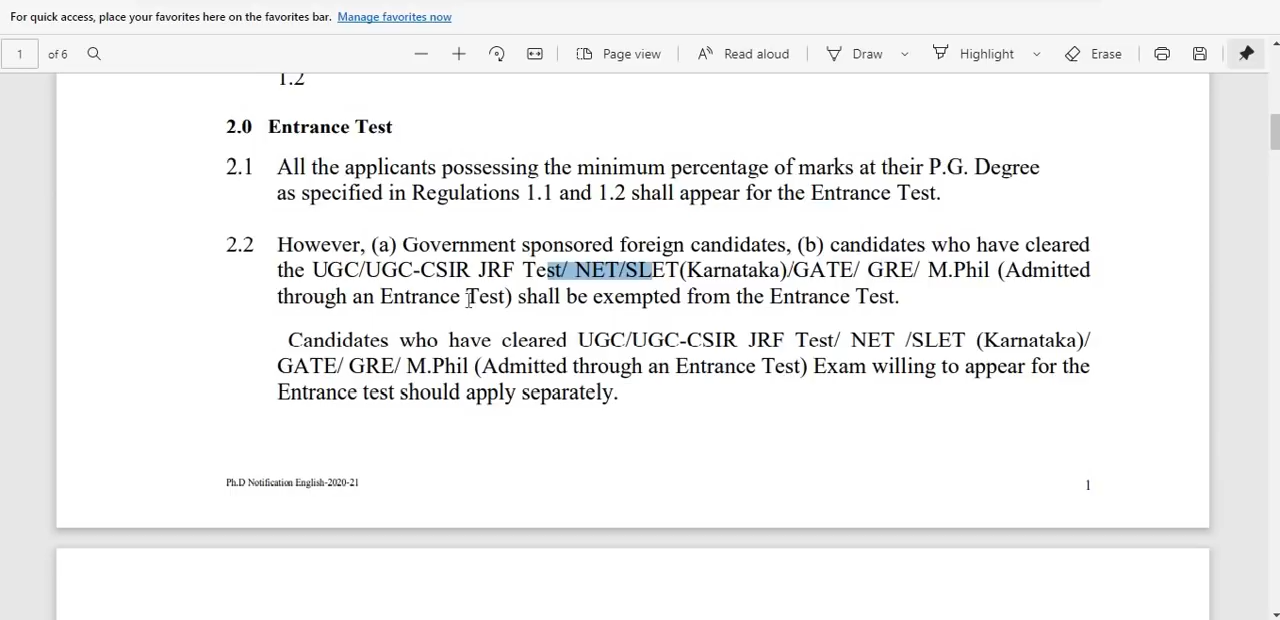 For quick access, place your favorites here on the favorites bar. Manage favorites now
1 of 6 Page view Read aloud Draw Highlight Erase
1.2
2.0 Entrance Test
2.1 All the applicants possessing the minimum percentage of marks at their P.G. Degree
as specified in Regulations 1.1 and 1.2 shall appear for the Entrance Test.
2.2 However, (a) Government sponsored foreign candidates, (b) candidates who have cleared
the UGC/UGC-CSIR JRF Test/ NET/SLET(Karnataka)/GATE/ GRE/ M.Phil (Admitted
through an Entrance Test) shall be exempted from the Entrance Test.
Candidates who have cleared UGC/UGC-CSIR JRF Test/ NET /SLET (Karnataka)/
GATE/ GRE/ M.Phil (Admitted through an Entrance Test) Exam willing to appear for the
Entrance test should apply separately.
Ph.D Notification English-2020-21 1